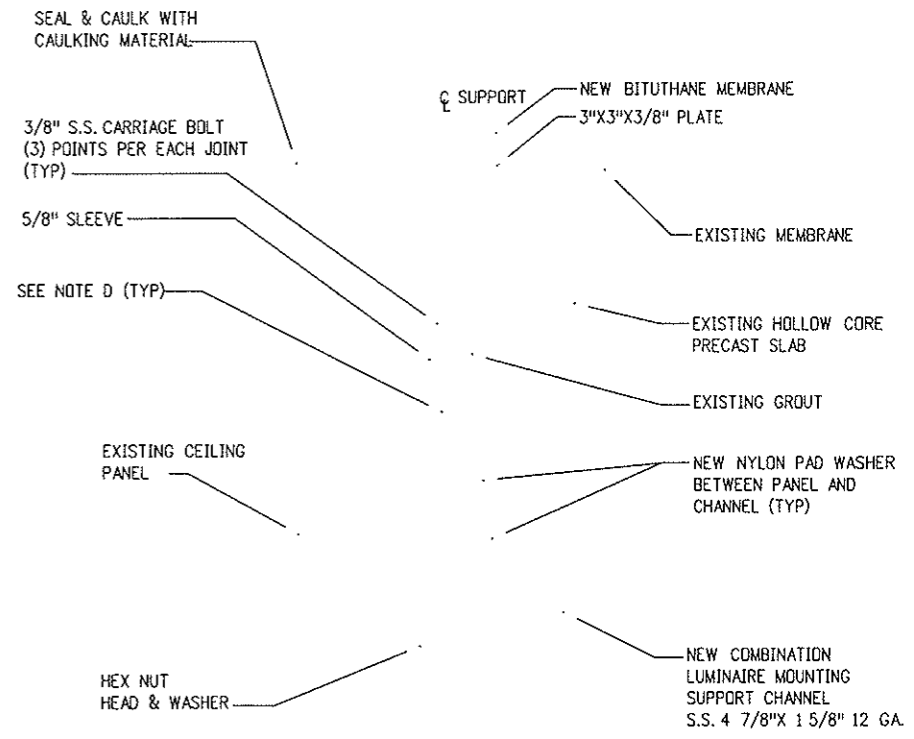 SEAL & CAULK WITH
CAULKING MATERIAL
℄ SUPPORT
NEW BITUTHANE MEMBRANE
3"X3"X3/8" PLATE
3/8" S.S. CARRIAGE BOLT
(3) POINTS PER EACH JOINT
(TYP)
5/8" SLEEVE
EXISTING MEMBRANE
SEE NOTE D (TYP)
EXISTING HOLLOW CORE
PRECAST SLAB
EXISTING GROUT
EXISTING CEILING
PANEL
NEW NYLON PAD WASHER
BETWEEN PANEL AND
CHANNEL (TYP)
HEX NUT
HEAD & WASHER
NEW COMBINATION
LUMINAIRE MOUNTING
SUPPORT CHANNEL
S.S. 4 7/8"X 1 5/8" 12 GA.